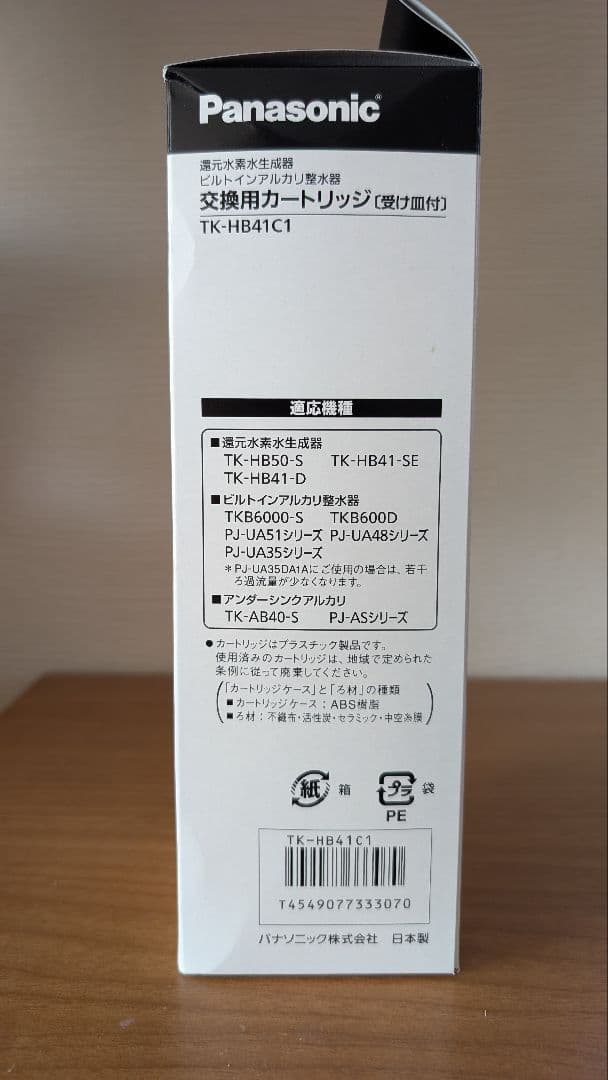 Panasonic®
還元水素水生成器
ビルトインアルカリ整水器
交換用カートリッジ〔受け皿付〕
TK-HB41C1
適応機種
■還元水素水生成器
TK-HB50-S TK-HB41-SE
TK-HB41-D
■ビルトインアルカリ整水器
TKB6000-S TKB600D
PJ-UA51シリーズ PJ-UA48シリーズ
PJ-UA35シリーズ
＊PJ-UA35DA1Aにご使用の場合は、若干
ろ過流量が少なくなります。
■アンダーシンクアルカリ
TK-AB40-S PJ-ASシリーズ
●カートリッジはプラスチック製品です。
使用済みのカートリッジは、地域で定められた
条例に従って廃棄してください。
「カートリッジケース」と「ろ材」の種類
■カートリッジケース：ABS樹脂
■ろ材：不織布・活性炭・セラミック・中空糸膜
紙 箱 プラ 袋
PE
TK-HB41C1
T4549077333070
パナソニック株式会社 日本製